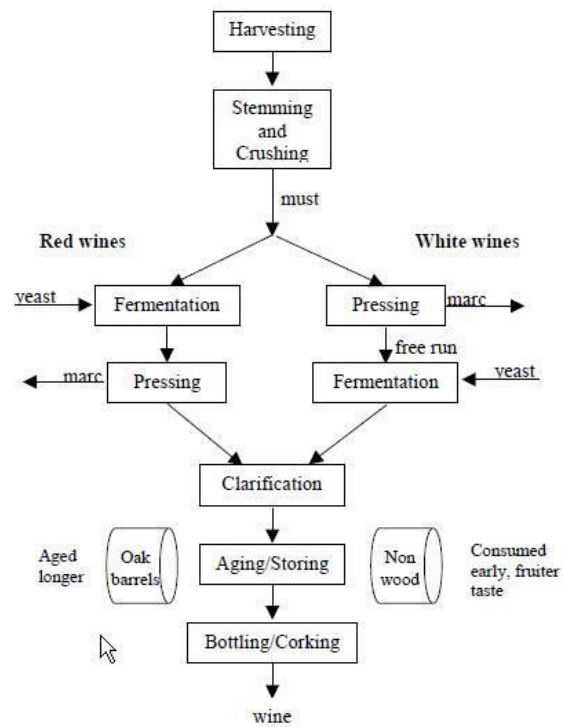 Harvesting
Stemming
and
Crushing
must
Red wines
White wines
yeast
Fermentation
Pressing
marc
free run
marc
Pressing
Fermentation
yeast
Clarification
Aged
longer
Oak
barrels
Aging/Storing
Non
wood
Consumed
early, fruiter
taste
Bottling/Corking
wine